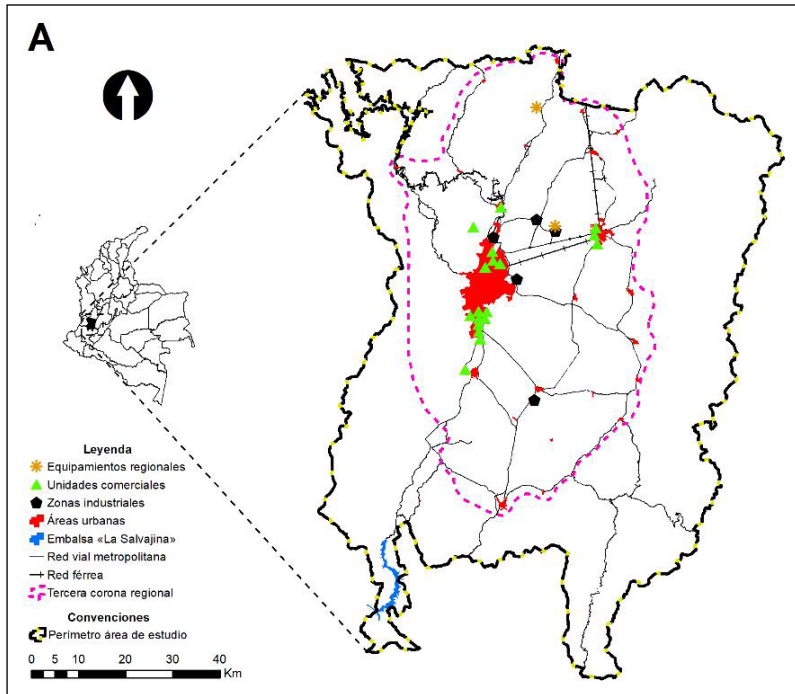 A
Leyenda
Equipamientos regionales
Unidades comerciales
Zonas industriales
Áreas urbanas
Embalsa «La Salvajina»
Red vial metropolitana
Red férrea
Tercera corona regional
Convenciones
Perímetro área de estudio
0 5 10 20 30 40
Km